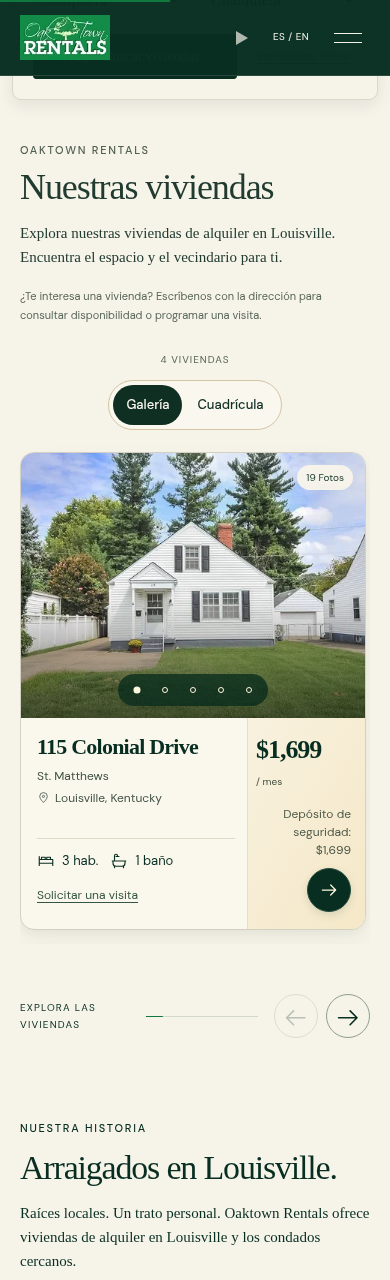 Oak Town
RENTALS
ES / EN
OAKTOWN RENTALS
Nuestras viviendas
Explora nuestras viviendas de alquiler en Louisville.
Encuentra el espacio y el vecindario para ti.
¿Te interesa una vivienda? Escríbenos con la dirección para
consultar disponibilidad o programar una visita.
4 VIVIENDAS
Galería
Cuadrícula
19 Fotos
115 Colonial Drive
St. Matthews
Louisville, Kentucky
3 hab.
1 baño
Solicitar una visita
$1,699
/ mes
Depósito de
seguridad:
$1,699
EXPLORA LAS
VIVIENDAS
NUESTRA HISTORIA
Arraigados en Louisville.
Raíces locales. Un trato personal. Oaktown Rentals ofrece
viviendas de alquiler en Louisville y los condados
cercanos.